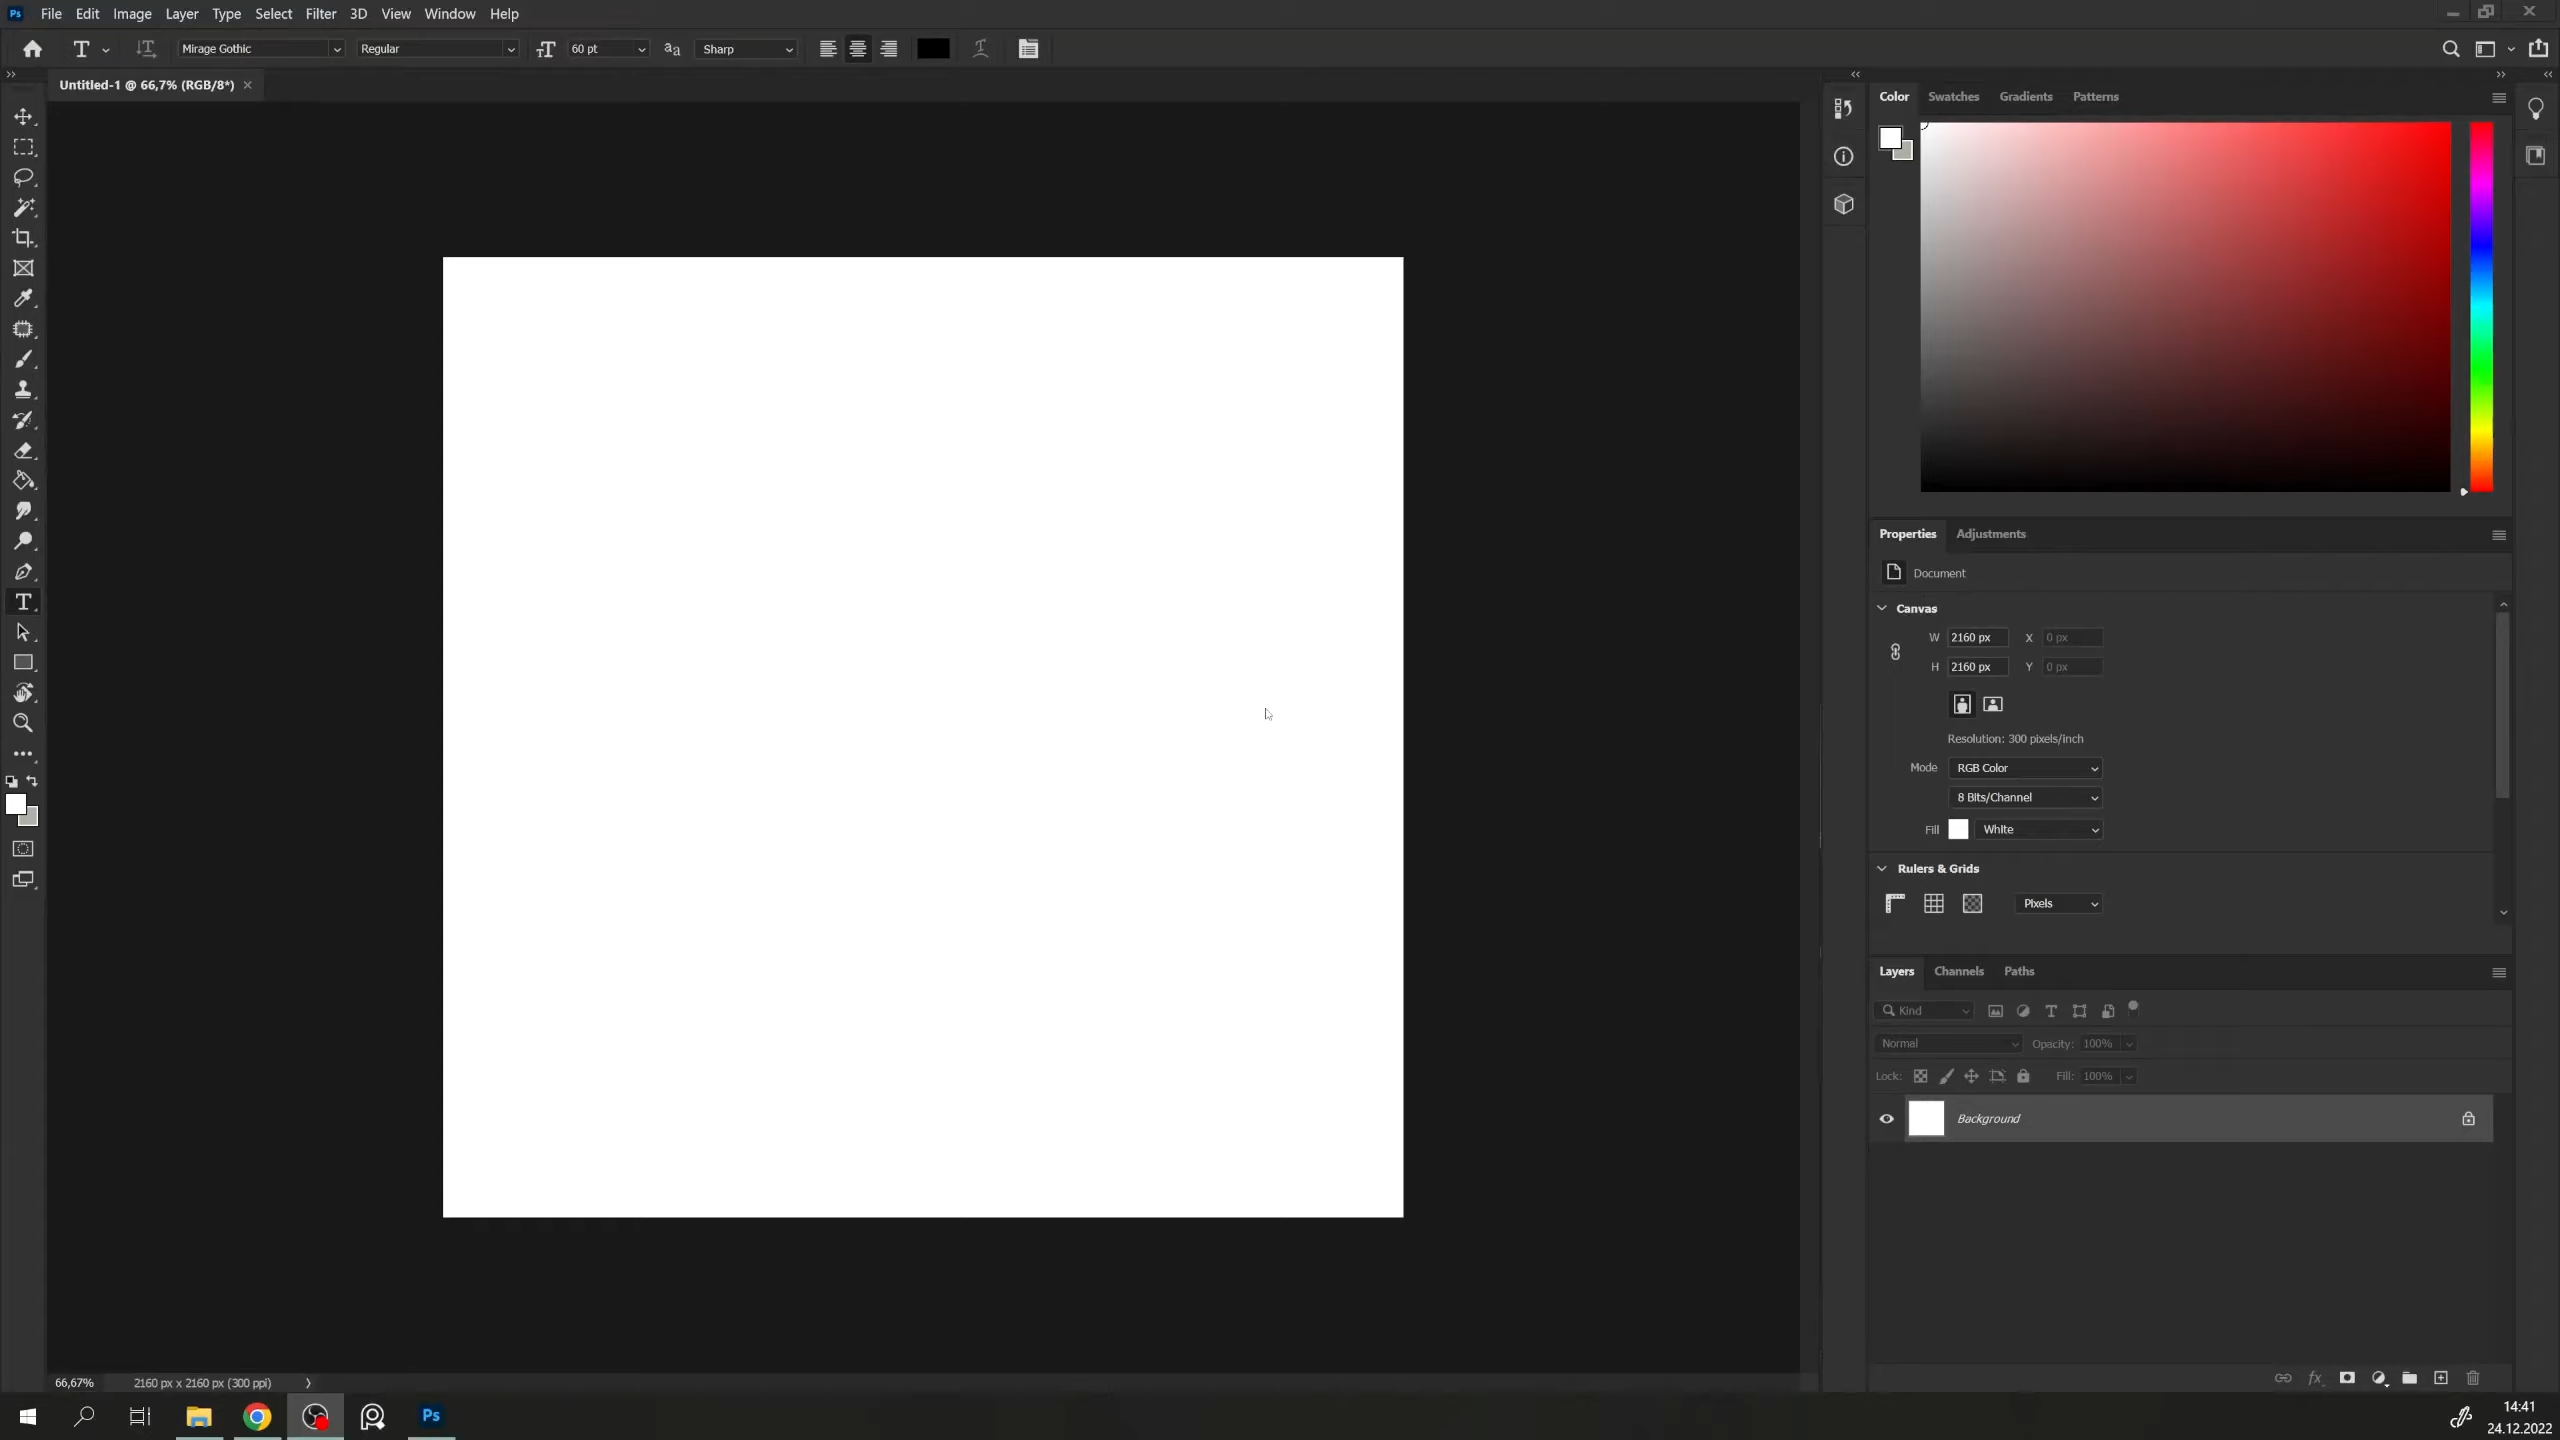 Ps File Edit Image Layer Type Select Filter 3D View Window Help
T Mirage Gothic Regular 60 pt Sharp
Untitled-1 @ 66,7% (RGB/8*)
Color Swatches Gradients Patterns
Properties Adjustments
Document
Canvas
W 2160 px X 0 px
H 2160 px Y 0 px
Resolution: 300 pixels/inch
Mode RGB Color
8 Bits/Channel
Fill White
Rulers & Grids
Pixels
Layers Channels Paths
Kind
Normal Opacity: 100%
Lock: Fill: 100%
Background
fx
66,67% 2160 px x 2160 px (300 ppi)
Ps
14:41
24.12.2022